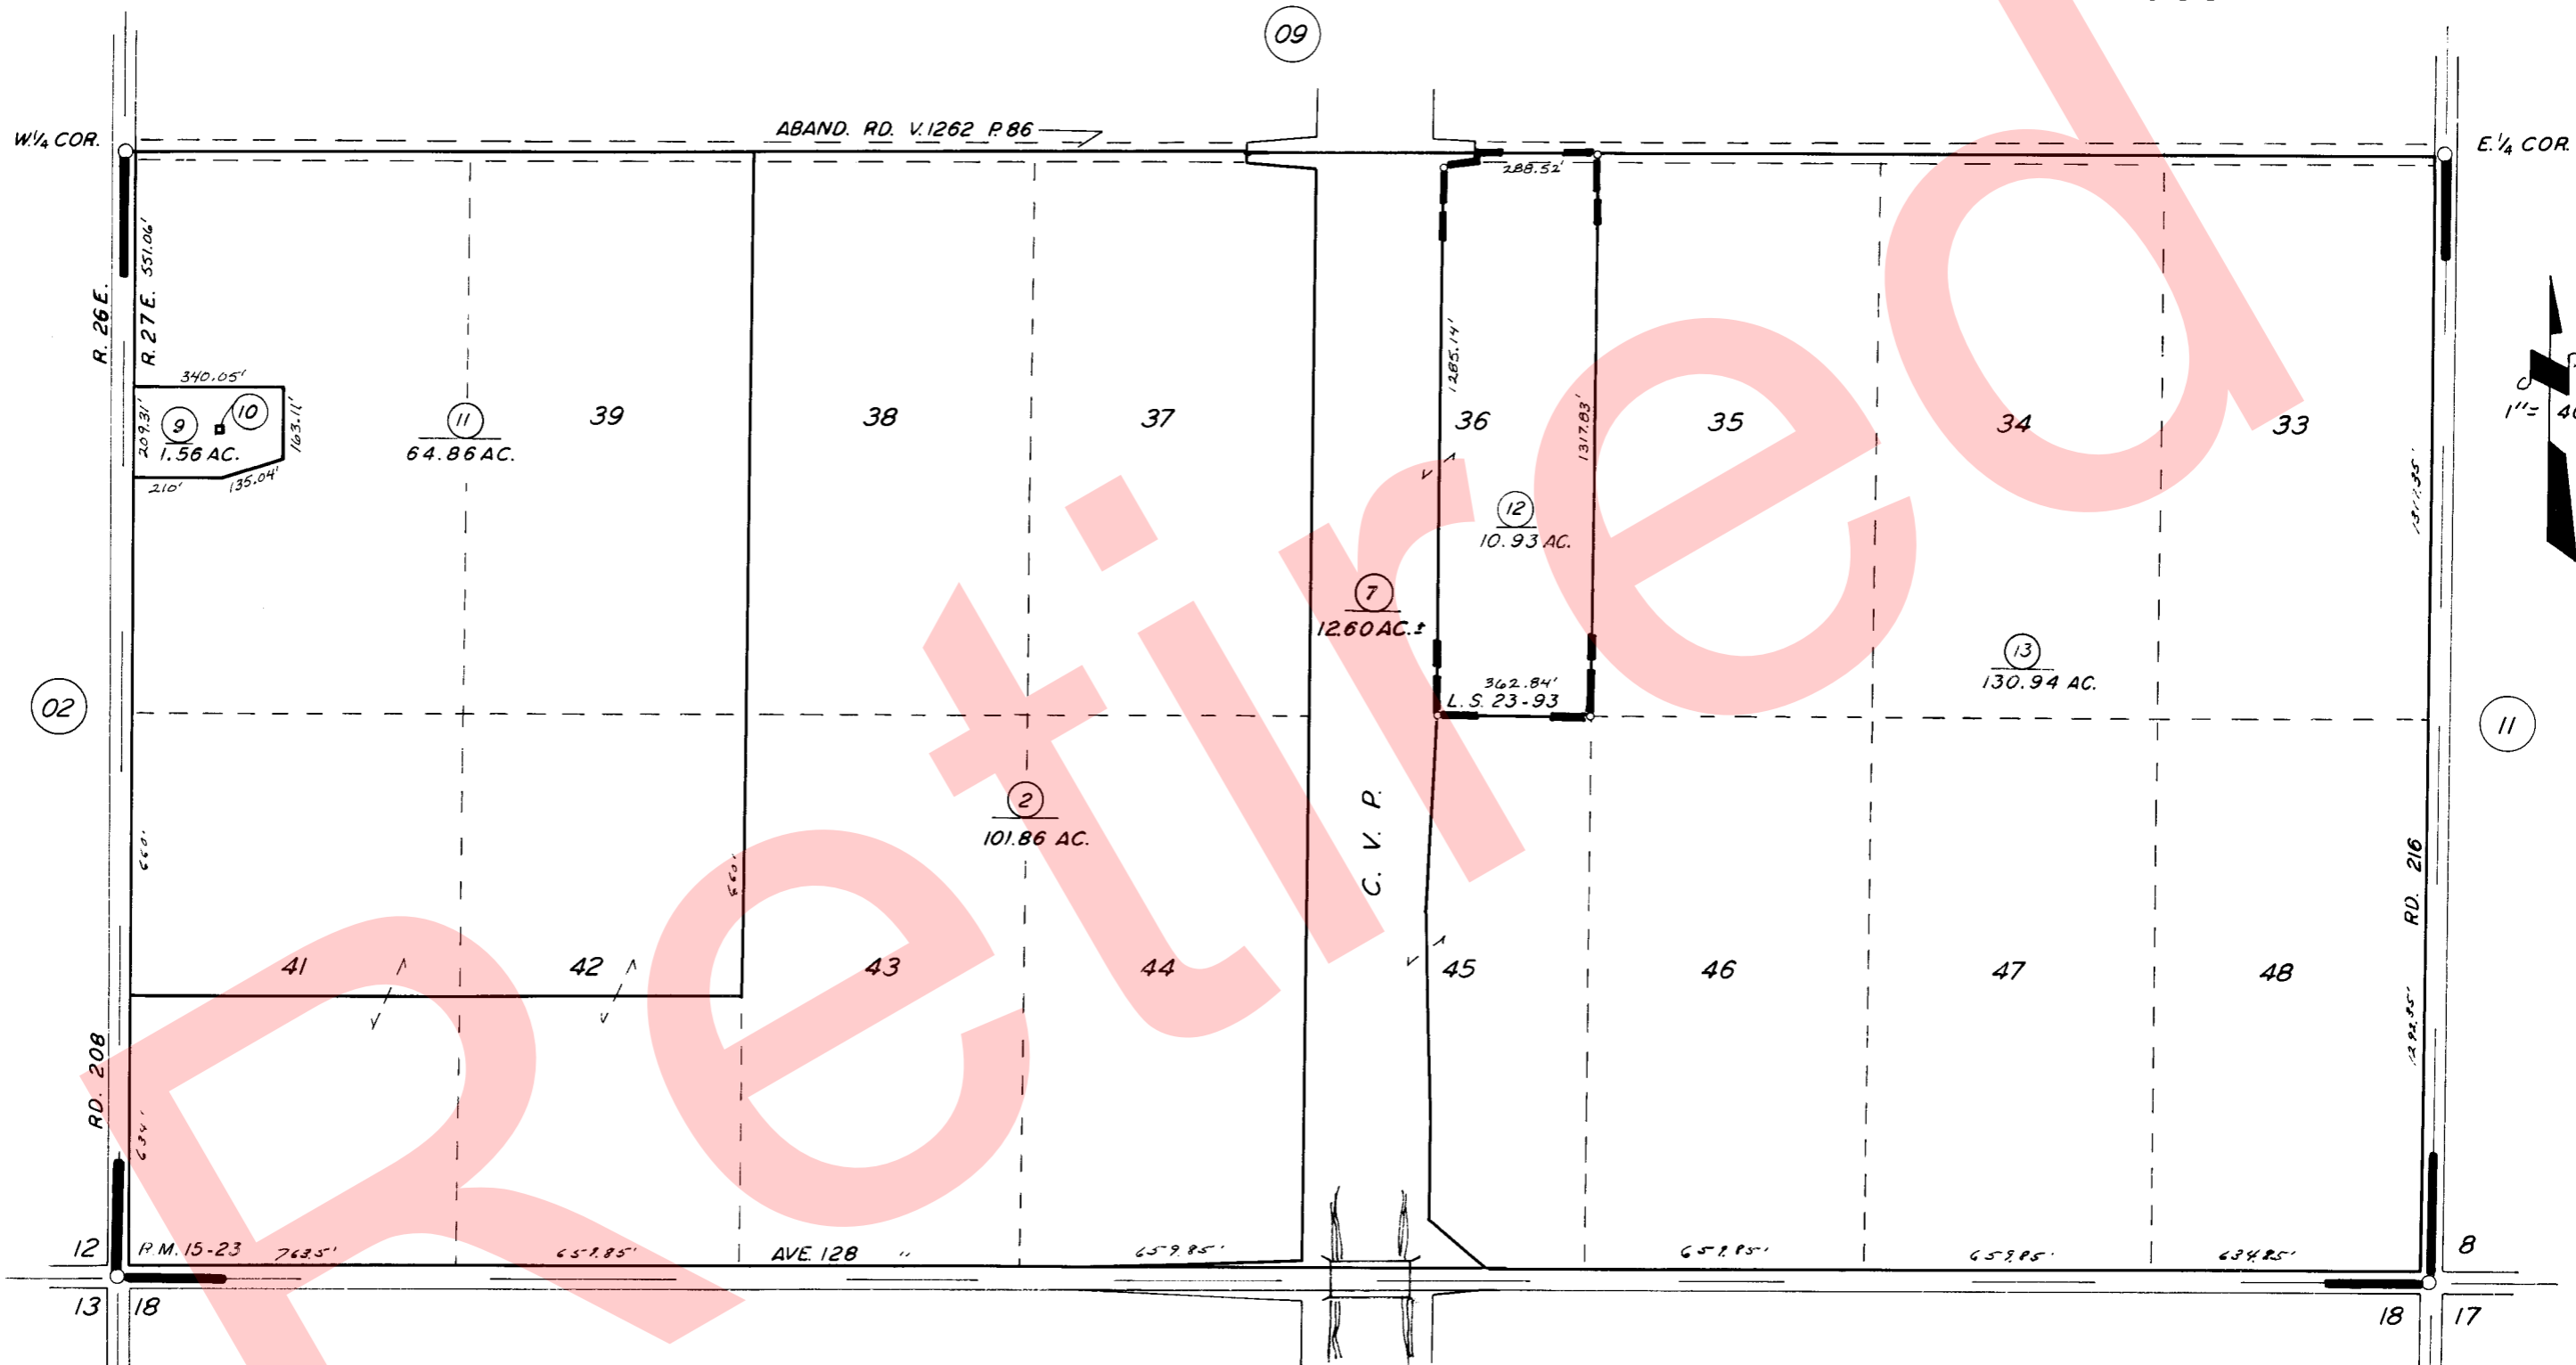 09
W.1/4 COR.
ABAND. RD. V.1262 P.86
E.1/4 COR.
288.52'
R. 26 E.
R. 27 E.
551.06'
340.05'
209.31'
9
10
1.56 AC.
163.11'
210'
135.04'
11
64.86 AC.
39
38
37
1285.14'
36
1317.83'
35
34
33
1"=
12
10.93 AC.
7
12.60 AC.±
13
130.94 AC.
362.84'
L. S. 23-93
02
11
2
101.86 AC.
C. V. P.
660'
660'
RD. 216
41
42
43
44
45
46
47
48
RD. 208
634'
12
P.M. 15-23
763.5'
659.85'
AVE. 128
"
659.85'
659.85'
659.85'
634.85'
8
13
18
18
17
Retired